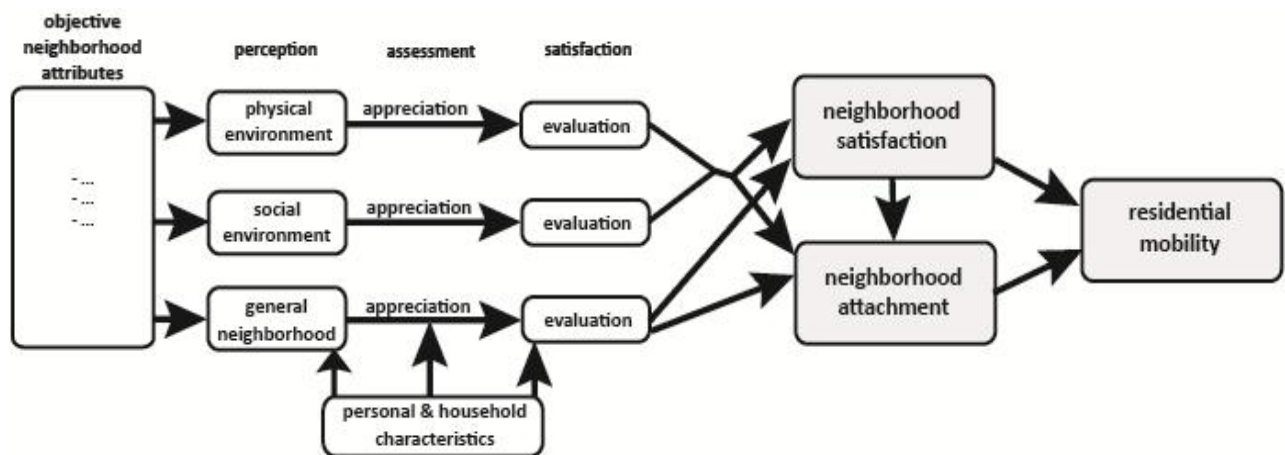 objective
neighborhood
attributes
perception
assessment
satisfaction
- ...
- ...
- ...
physical
environment
appreciation
evaluation
social
environment
appreciation
evaluation
general
neighborhood
appreciation
evaluation
personal & household
characteristics
neighborhood
satisfaction
neighborhood
attachment
residential
mobility